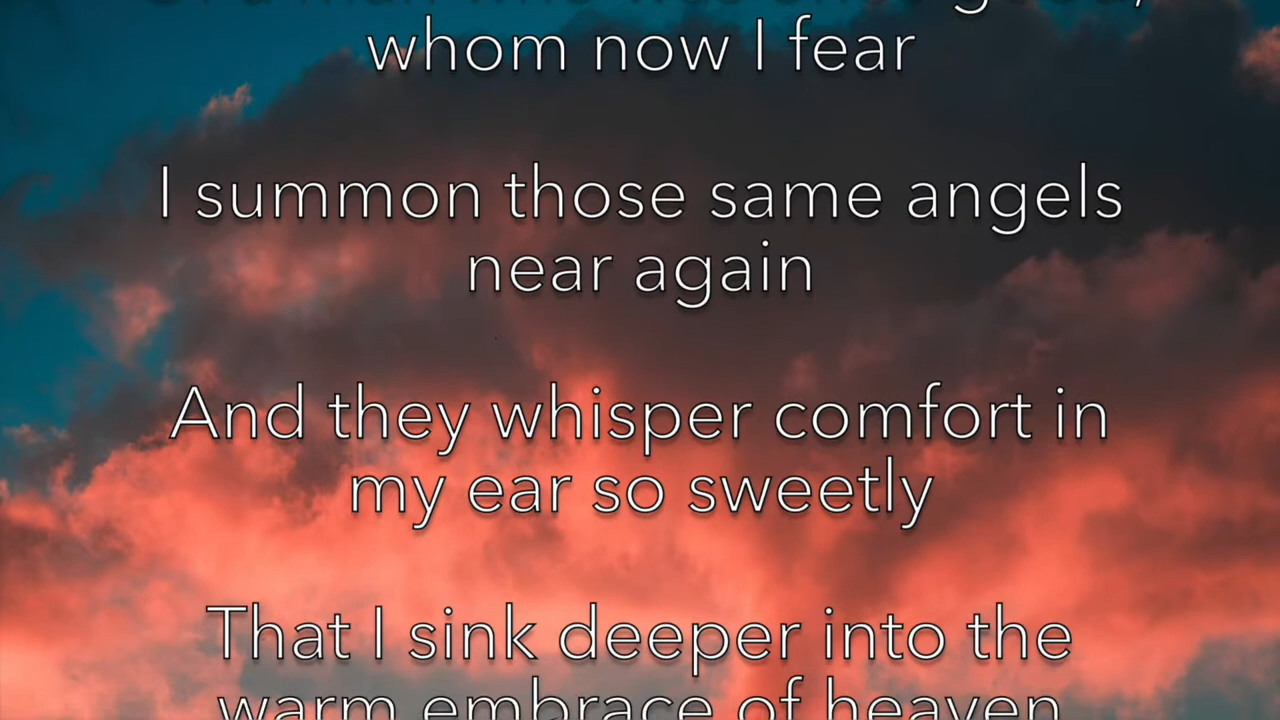 whom now I fear
I summon those same angels
near again
And they whisper comfort in
my ear so sweetly
That I sink deeper into the
warm embrace of heaven